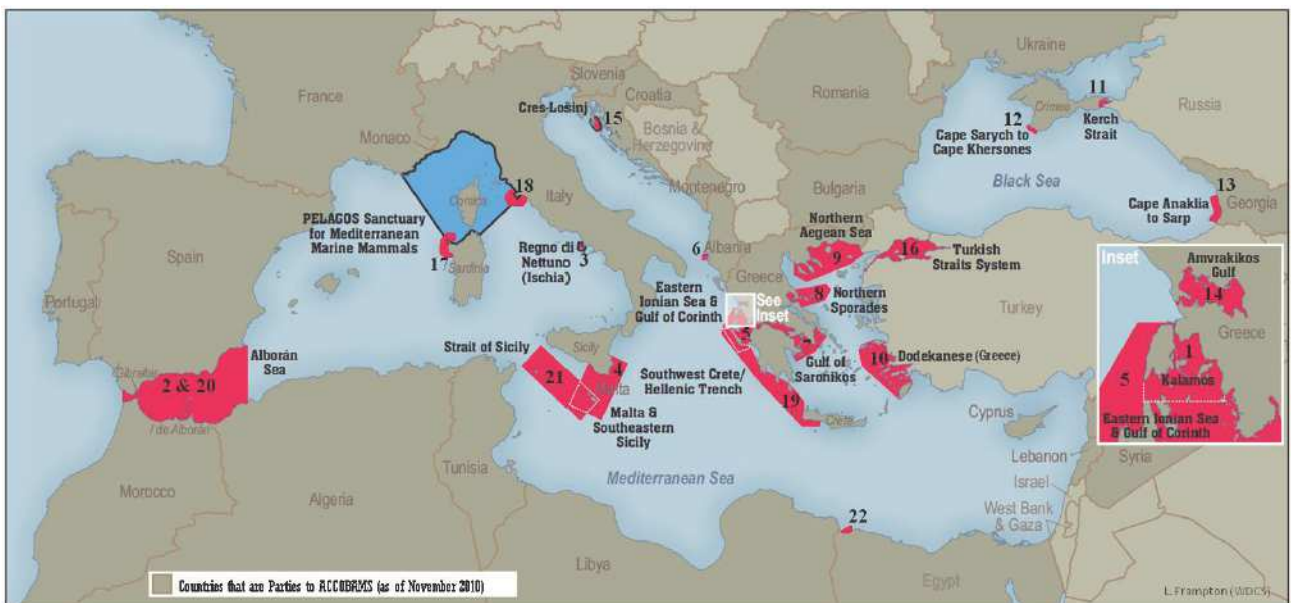 Ukraine
France
Slovenia
Croatia
Romania
Russia
Cres-Lošinj
15
11
Crimea
Kerch
Strait
12
Cape Sarych to
Cape Khersones
Monaco
Bosnia &
Herzegovina
Black Sea
Montenegro
Bulgaria
13
Cape Anaklia
to Sarp
Georgia
18
Italy
Corsica
PELAGOS Sanctuary
for Mediterranean
Marine Mammals
17
Sardinia
Regno di
Nettuno
(Ischia)
3
6
Albania
Northern
Aegean Sea
9
16
Turkish
Straits System
Spain
Portugal
Greece
Eastern
Ionian Sea &
Gulf of Corinth
See
Inset
8
Northern
Sporades
Turkey
5
7
Gulf of
Saronikos
10
Dodekanese (Greece)
Inset
Amvrakikos
Gulf
14
Greece
1
Kalamos
5
Eastern Ionian Sea
& Gulf of Corinth
Alborán
Sea
Gibraltar
2 & 20
I de Alborán
Strait of Sicily
Sicily
21
4
Malta
Malta &
Southeastern
Sicily
Southwest Crete/
Hellenic Trench
19
Crete
Cyprus
Lebanon
Syria
Israel
West Bank
& Gaza
Mediterranean Sea
Morocco
Algeria
Tunisia
Libya
22
Egypt
Countries that are Parties to ACCOBAMS (as of November 2010)
L. Frampton (WDCS)